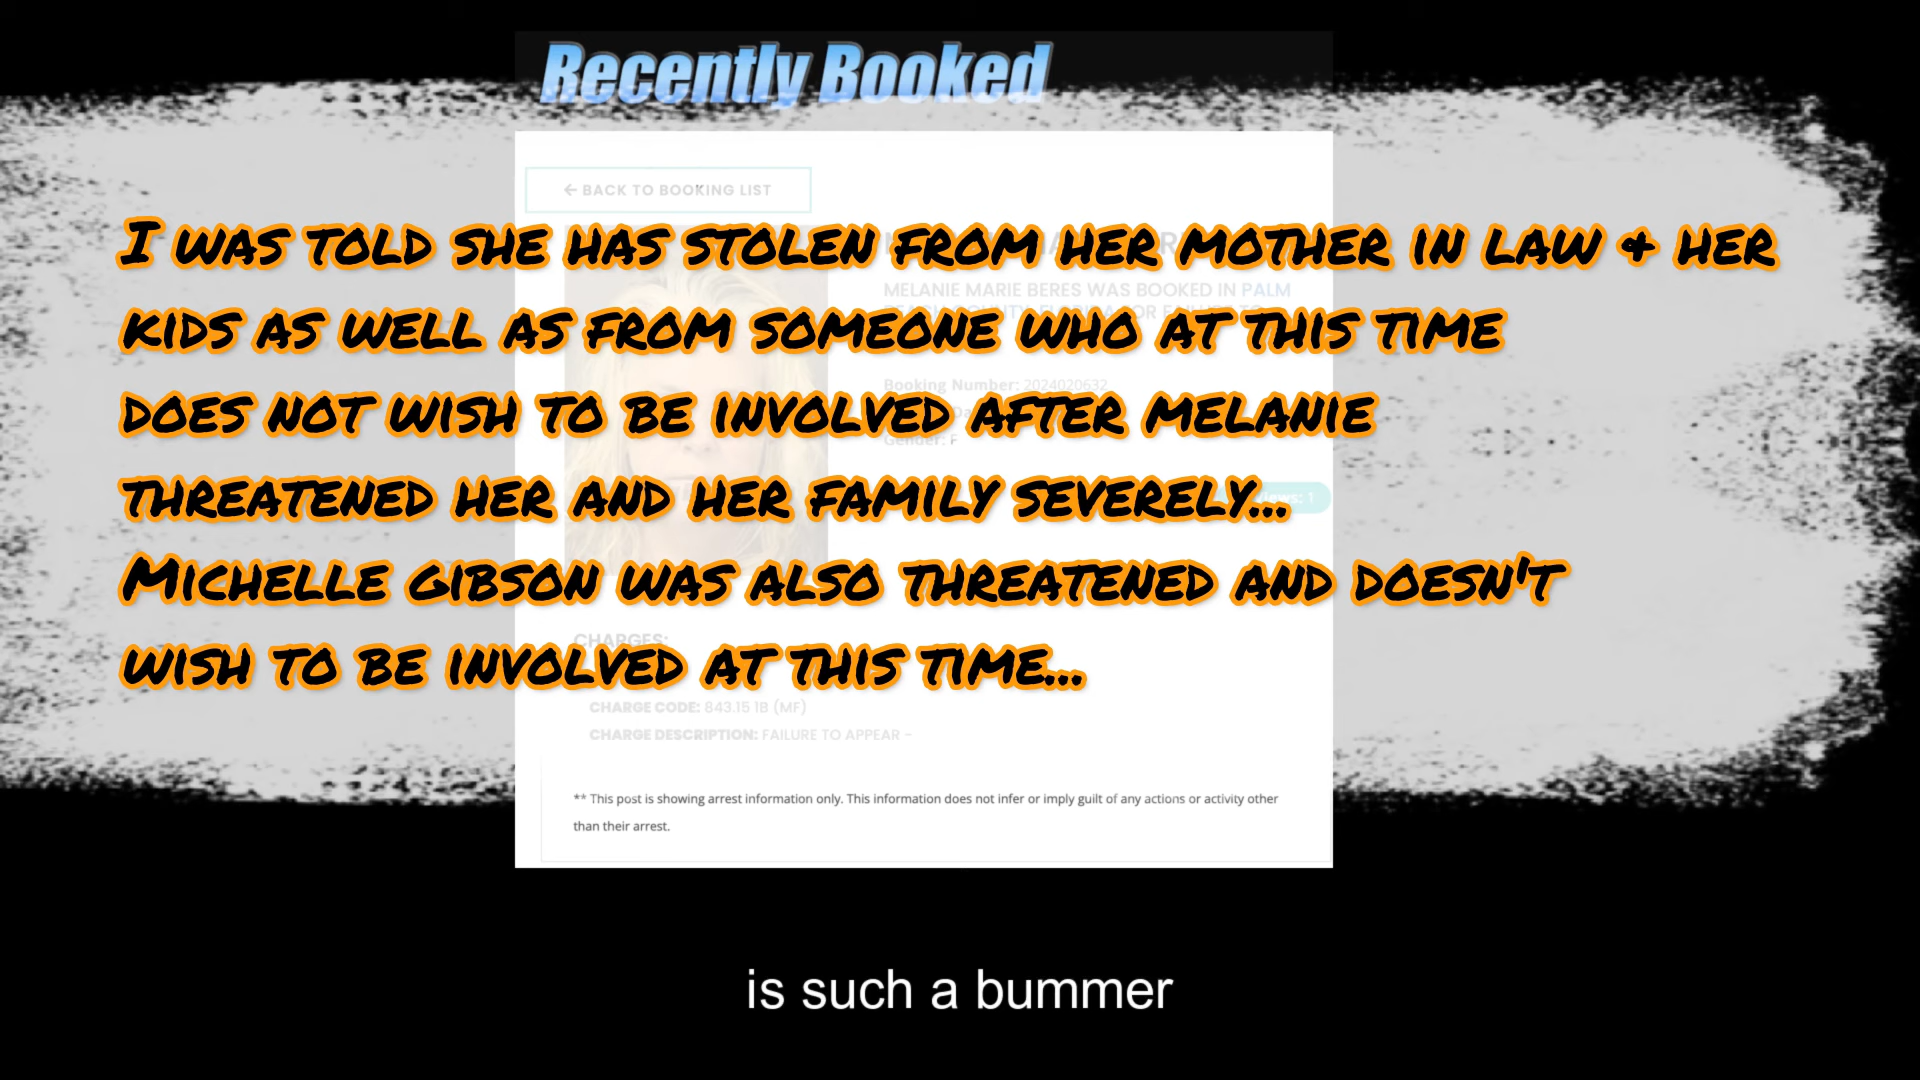 Recently Booked
← BACK TO BOOKING LIST
I WAS TOLD SHE HAS STOLEN FROM HER MOTHER IN LAW & HER
MELANIE MARIE BERES WAS BOOKED IN PALM
KIDS AS WELL AS FROM SOMEONE WHO AT THIS TIME
Booking Number: 2024020632
DOES NOT WISH TO BE INVOLVED AFTER MELANIE
Gender: F
THREATENED HER AND HER FAMILY SEVERELY...
Views: 1
MICHELLE GIBSON WAS ALSO THREATENED AND DOESN'T
CHARGES:
WISH TO BE INVOLVED AT THIS TIME...
CHARGE CODE: 843.15 1B (MF)
CHARGE DESCRIPTION: FAILURE TO APPEAR -
** This post is showing arrest information only. This information does not infer or imply guilt of any actions or activity other
than their arrest.
is such a bummer